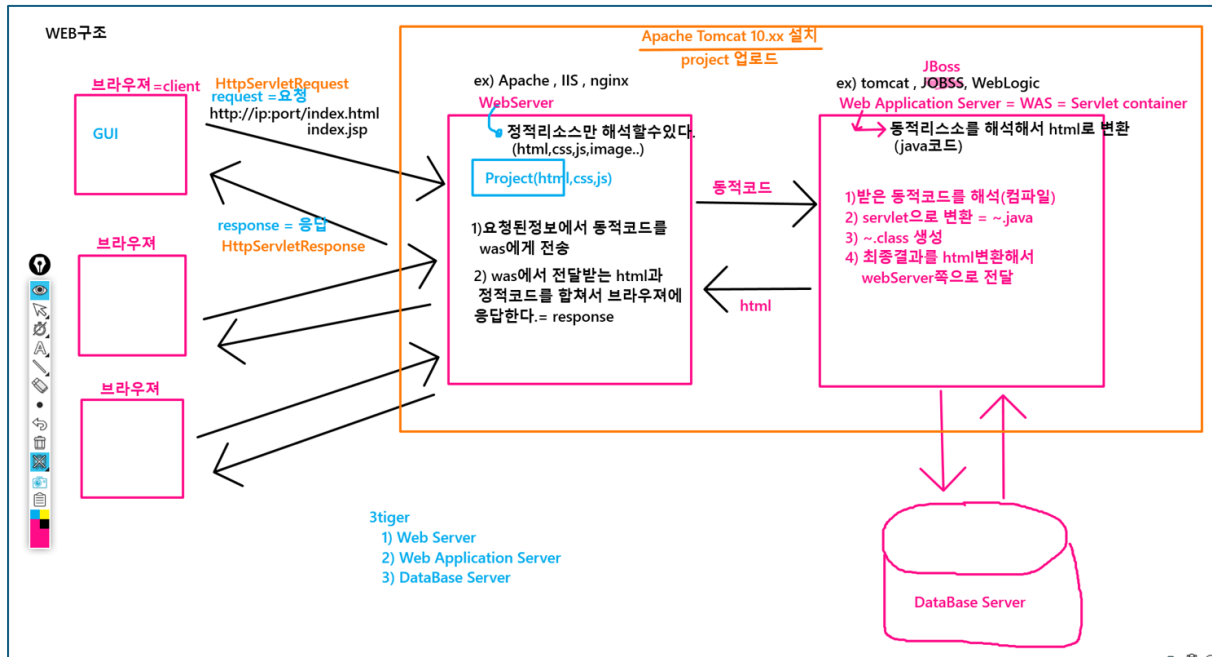 WEB구조
Apache Tomcat 10.xx 설치
project 업로드
브라우져=client
HttpServletRequest
request =요청
http://ip:port/index.html
index.jsp
GUI
response = 응답
HttpServletResponse
브라우져
브라우져
ex) Apache , IIS , nginx
WebServer
정적리소스만 해석할수있다.
(html,css,js,image..)
Project(html,css,js)
1)요청된정보에서 동적코드를
was에게 전송
2) was에서 전달받는 html과
정적코드를 합쳐서 브라우져에
응답한다.= response
동적코드
html
JBoss
ex) tomcat , JOBSS, WebLogic
Web Application Server = WAS = Servlet container
동적리스소를 해석해서 html로 변환
(java코드)
1)받은 동적코드를 해석(컴파일)
2) servlet으로 변환 = ~.java
3) ~.class 생성
4) 최종결과를 html변환해서
webServer쪽으로 전달
3tiger
1) Web Server
2) Web Application Server
3) DataBase Server
DataBase Server